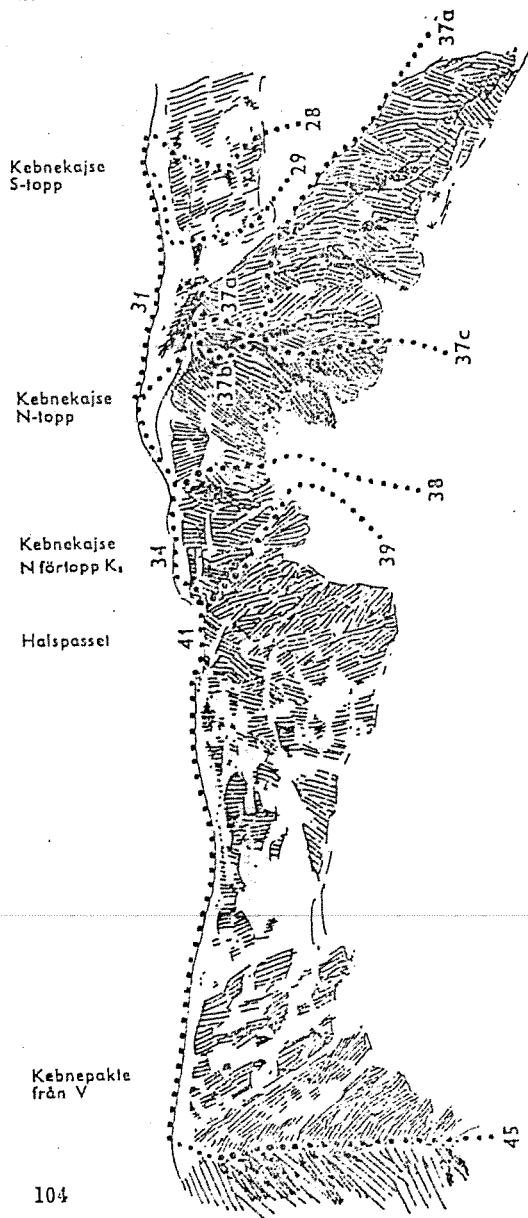 Kebnekajse
S-topp
Kebnekajse
N-topp
Kebnekajse
N förtopp K₁
Halspasset
Kebnepakte
från V
28
29
31
37a
37a
37b
37c
38
39
34
41
45
104